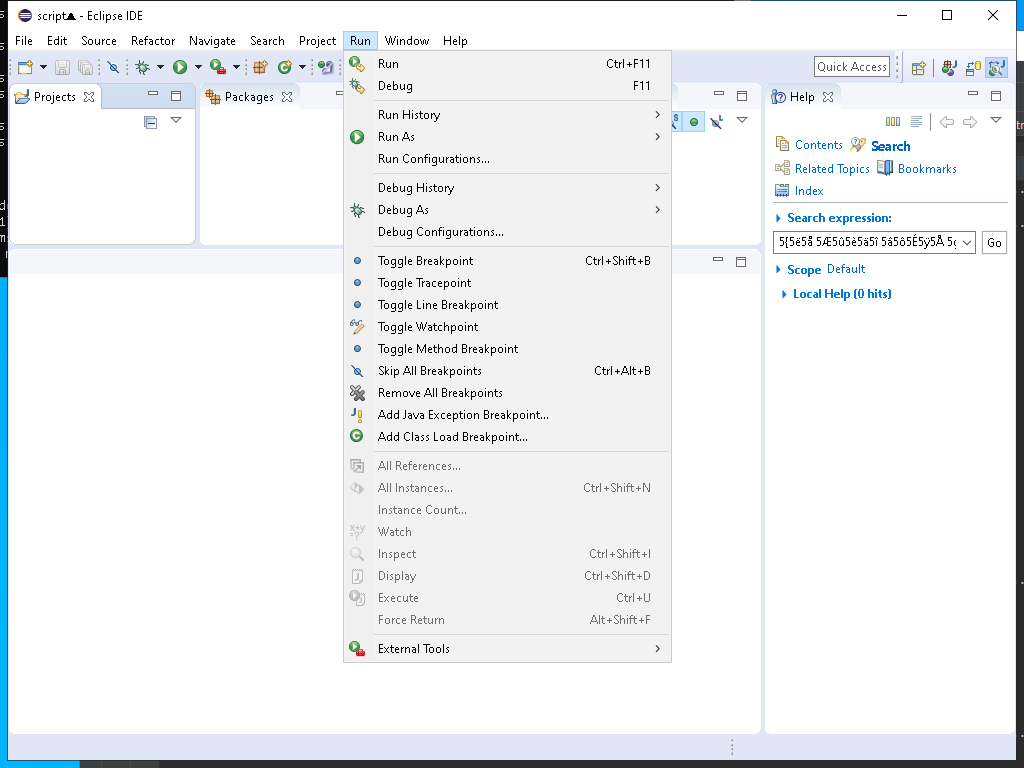 script▲ - Eclipse IDE
File Edit Source Refactor Navigate Search Project Run Window Help
Quick Access
Projects
Packages
Help
Run Ctrl+F11
Debug F11
Run History
Run As
Run Configurations...
Debug History
Debug As
Debug Configurations...
Toggle Breakpoint Ctrl+Shift+B
Toggle Tracepoint
Toggle Line Breakpoint
Toggle Watchpoint
Toggle Method Breakpoint
Skip All Breakpoints Ctrl+Alt+B
Remove All Breakpoints
Add Java Exception Breakpoint...
Add Class Load Breakpoint...
All References...
All Instances... Ctrl+Shift+N
Instance Count...
Watch
Inspect Ctrl+Shift+I
Display Ctrl+Shift+D
Execute Ctrl+U
Force Return Alt+Shift+F
External Tools
Contents Search
Related Topics Bookmarks
Index
Search expression:
Go
Scope Default
Local Help (0 hits)